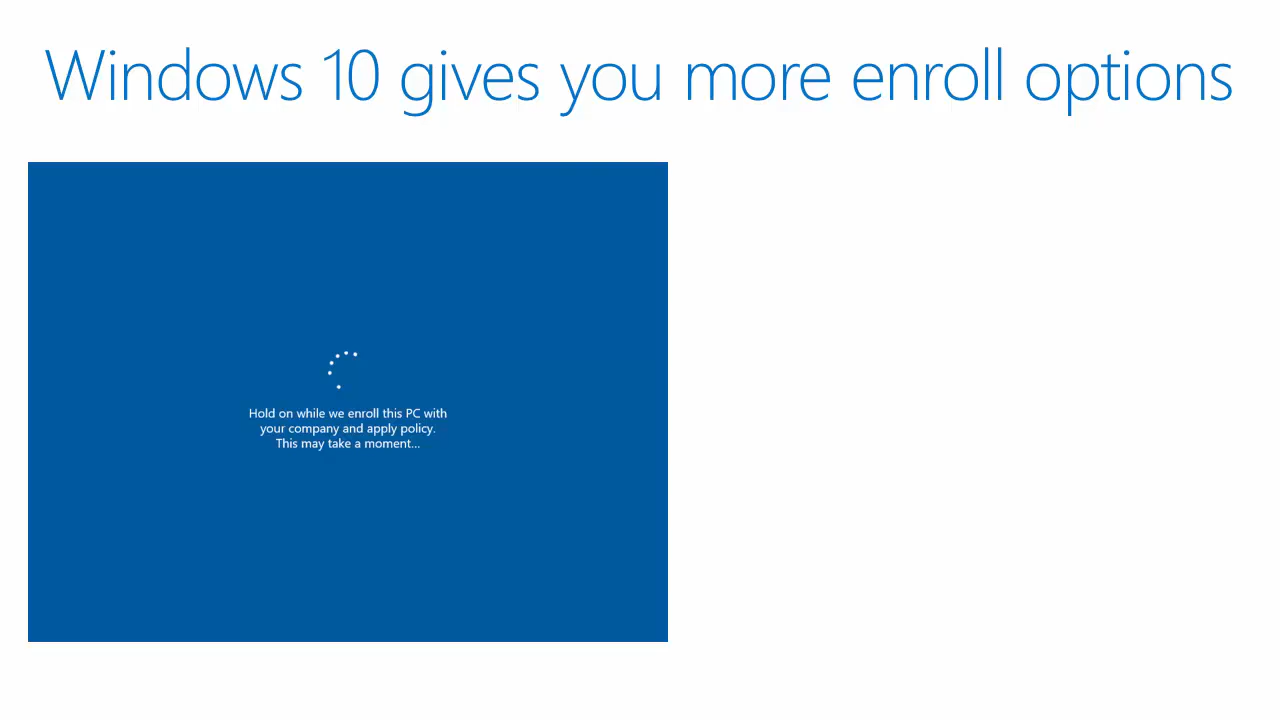 Windows 10 gives you more enroll options
Hold on while we enroll this PC with
your company and apply policy.
This may take a moment...